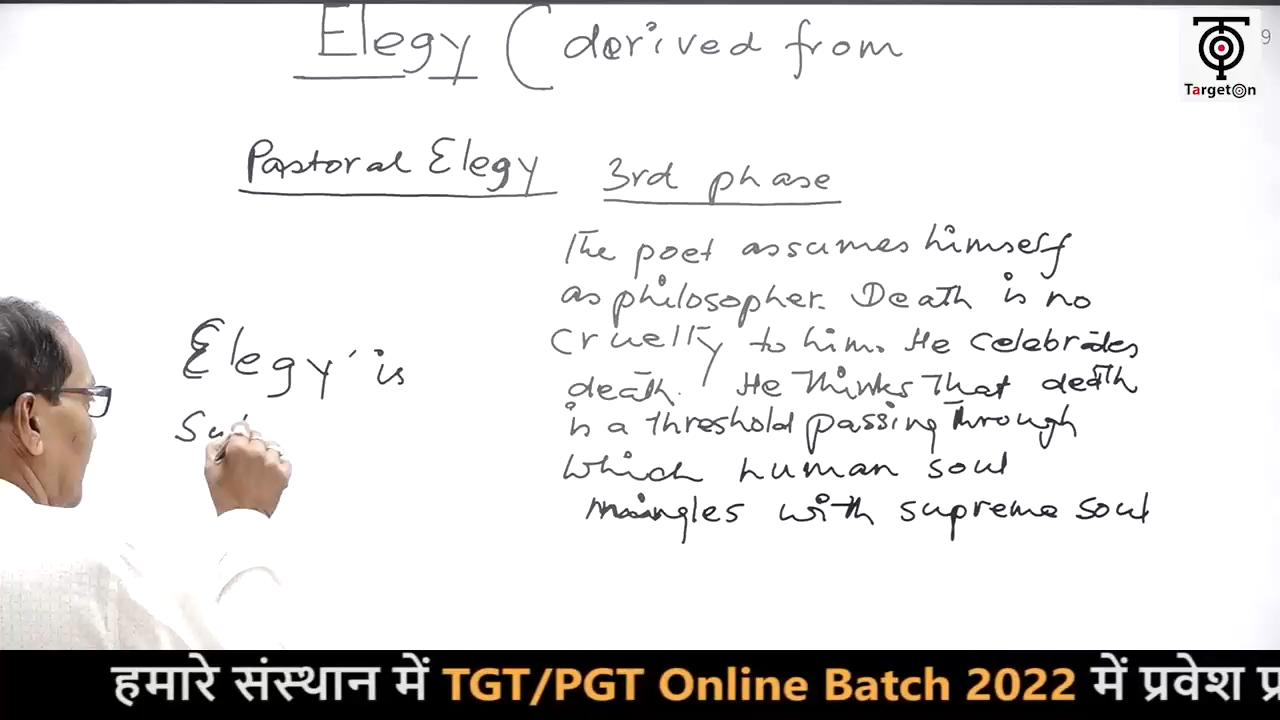 Elegy (derived from
9
TargetOn
Pastoral Elegy 3rd phase
The poet assumes himself
as philosopher. Death is no
cruelty to him. He celebrates
death. He thinks that death
is a threshold passing through
which human soul
mingles with supreme soul
Elegy is
हमारे संस्थान में TGT/PGT Online Batch 2022 में प्रवेश प्र